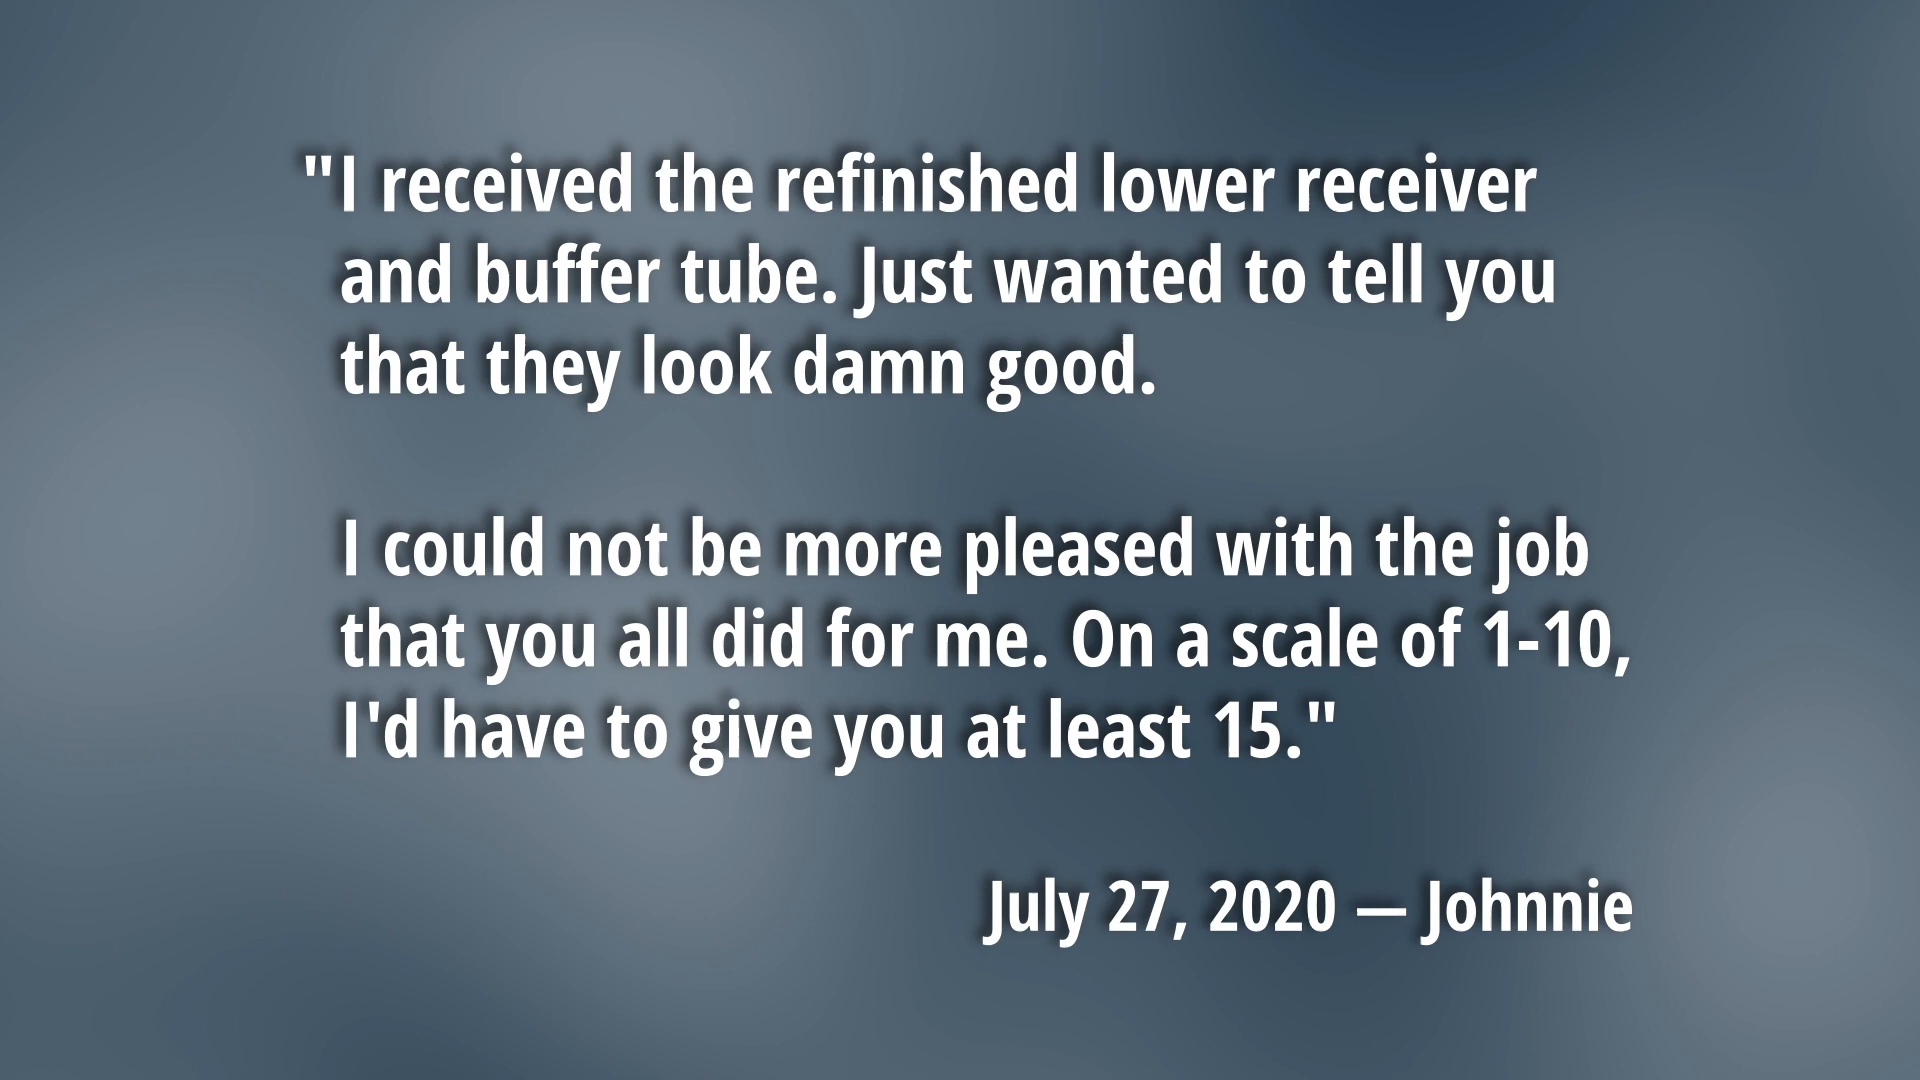 "I received the refinished lower receiver
and buffer tube. Just wanted to tell you
that they look damn good.
I could not be more pleased with the job
that you all did for me. On a scale of 1-10,
I'd have to give you at least 15."
July 27, 2020 — Johnnie